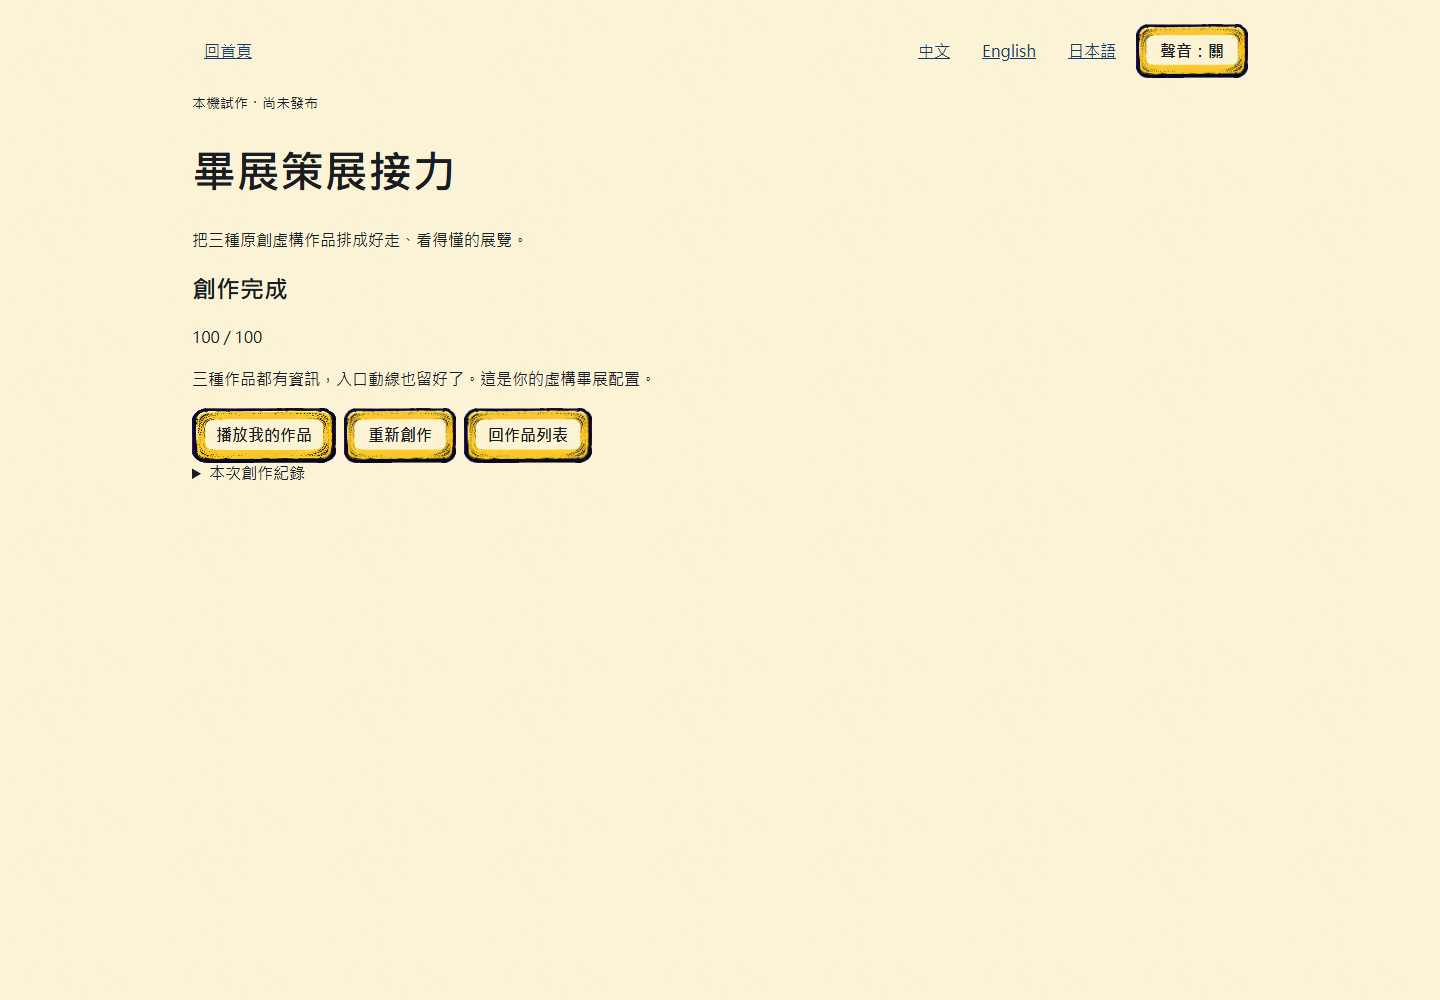 回首頁 中文 English 日本語 聲音：關
本機試作．尚未發布
畢展策展接力
把三種原創虛構作品排成好走、看得懂的展覽。
創作完成
100 / 100
三種作品都有資訊，入口動線也留好了。這是你的虛構畢展配置。
播放我的作品 重新創作 回作品列表
▶ 本次創作紀錄